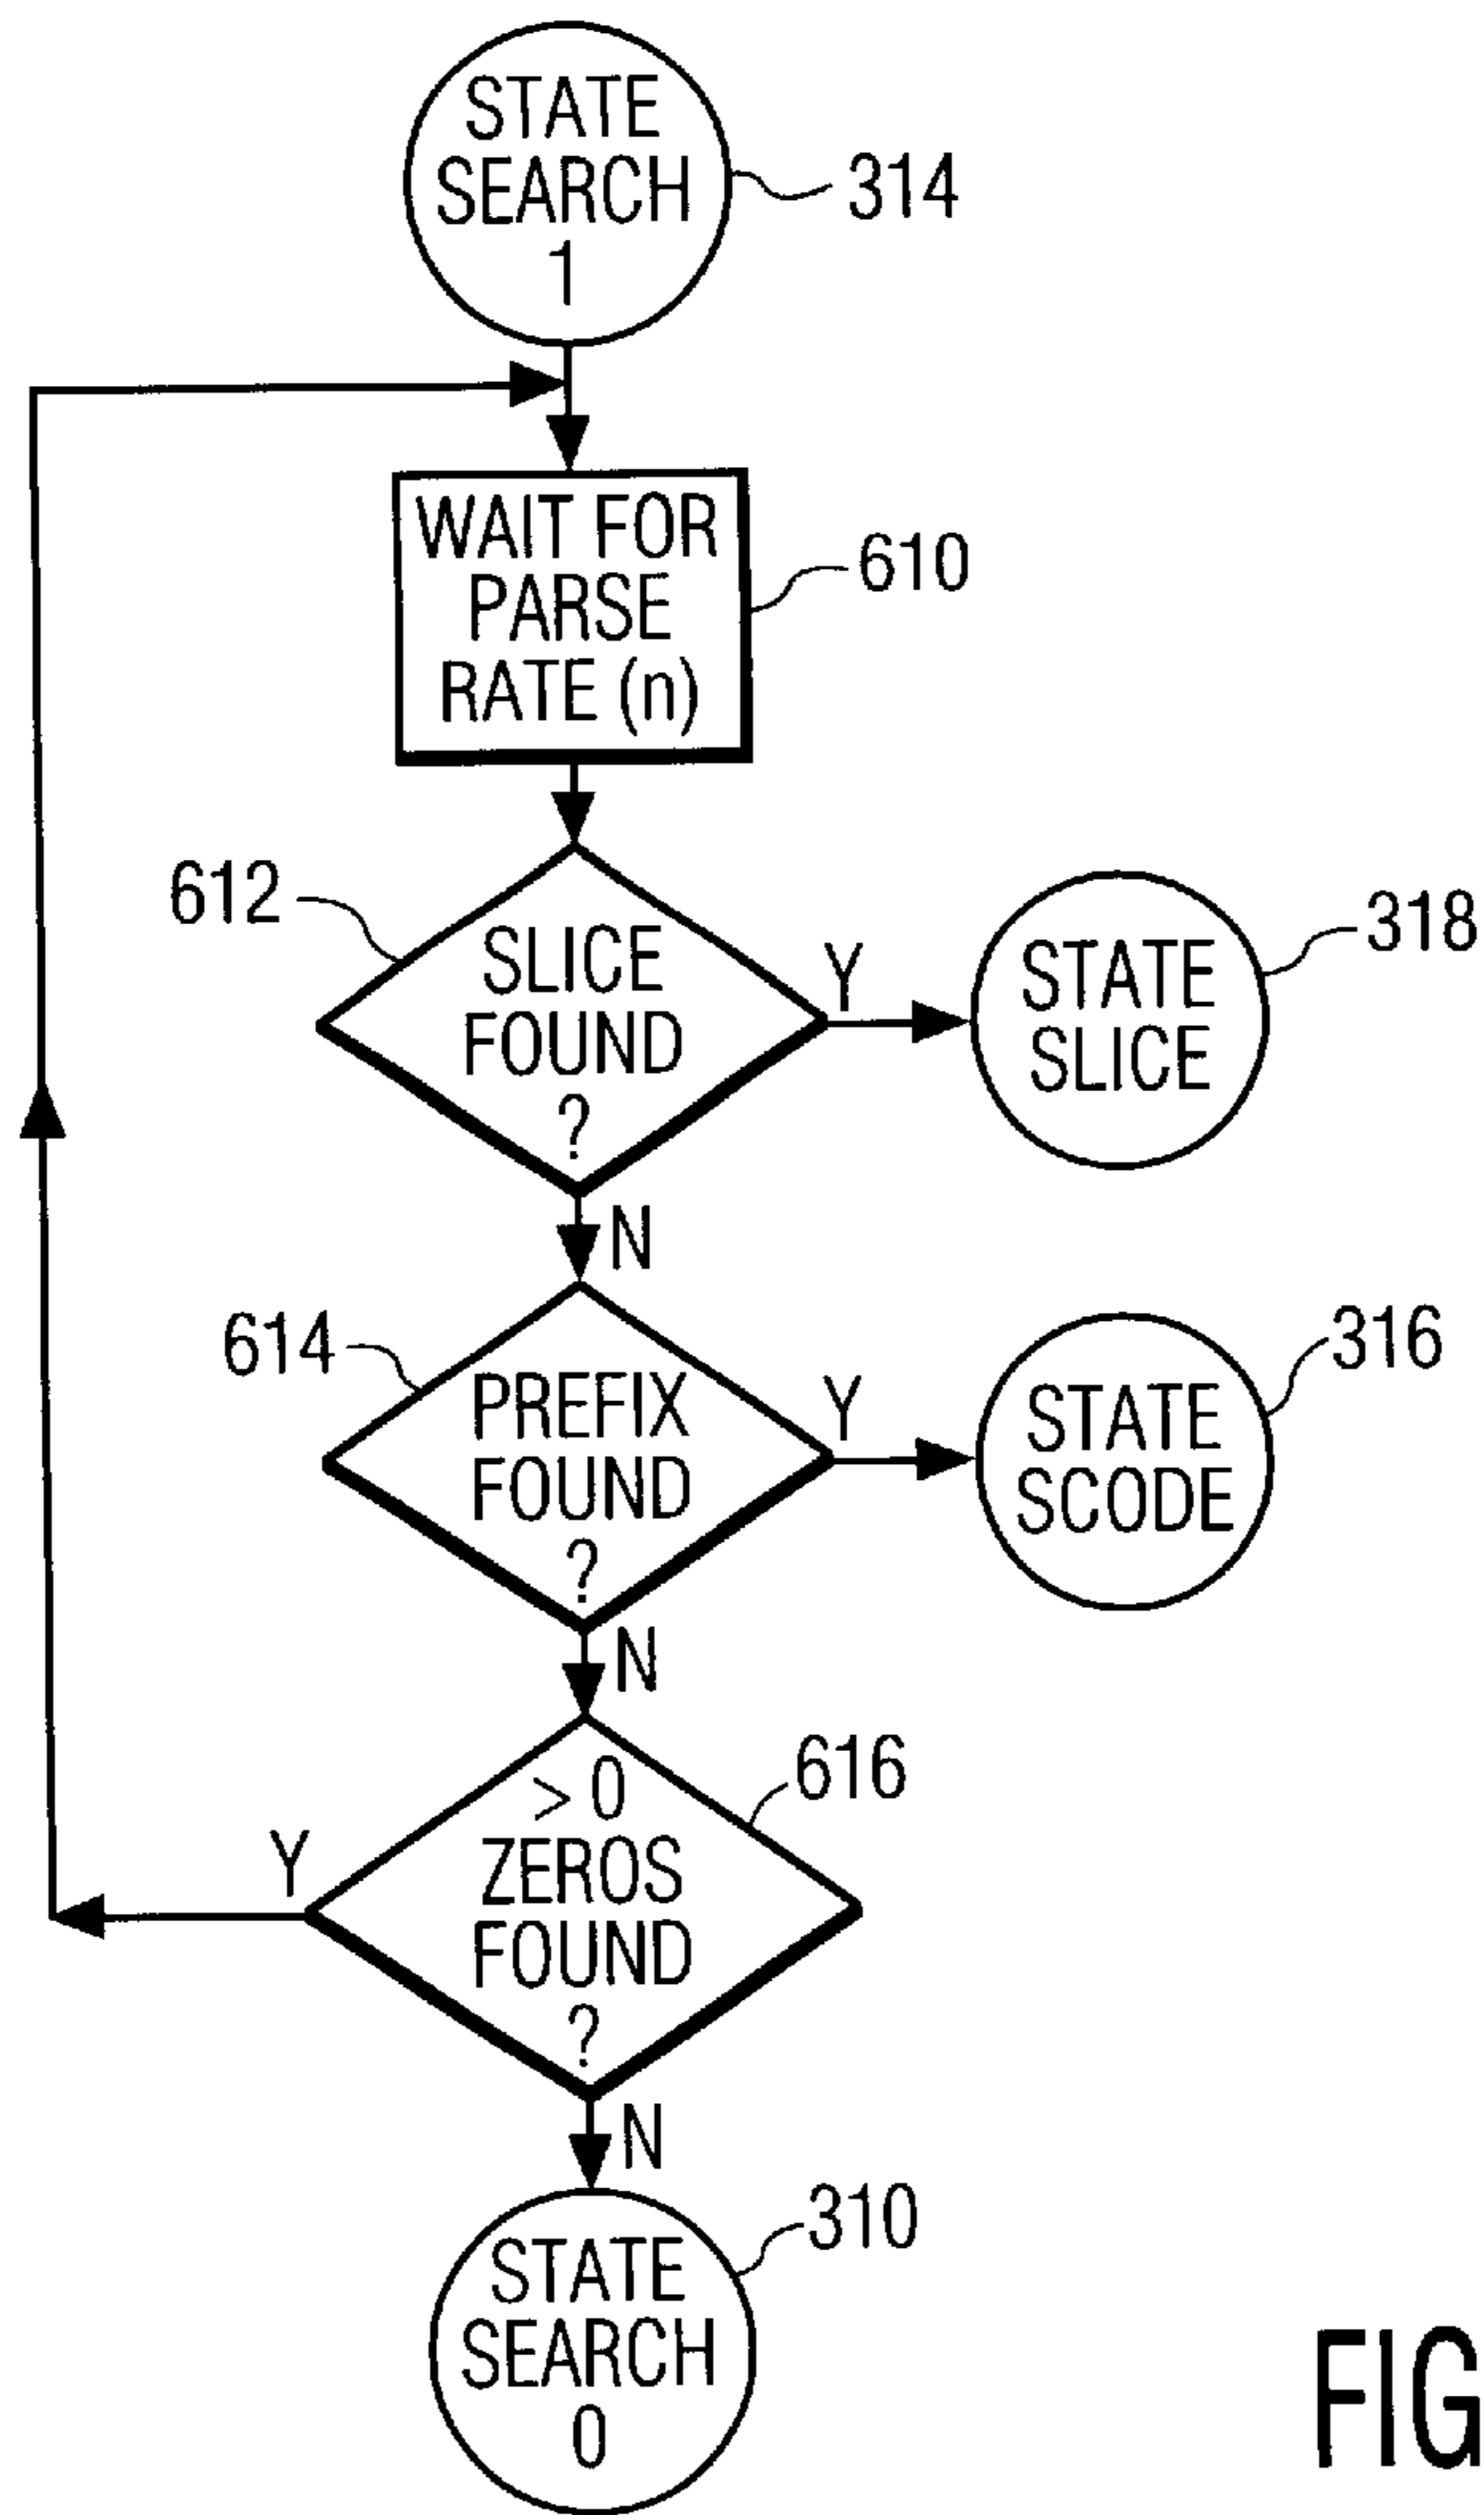 STATE
SEARCH
1
314
WAIT FOR
PARSE
RATE (n)
610
612
SLICE
FOUND
?
Y
STATE
SLICE
318
N
614
PREFIX
FOUND
?
Y
STATE
SCODE
316
N
> 0
ZEROS
FOUND
?
616
Y
N
STATE
SEARCH
0
310
FIG